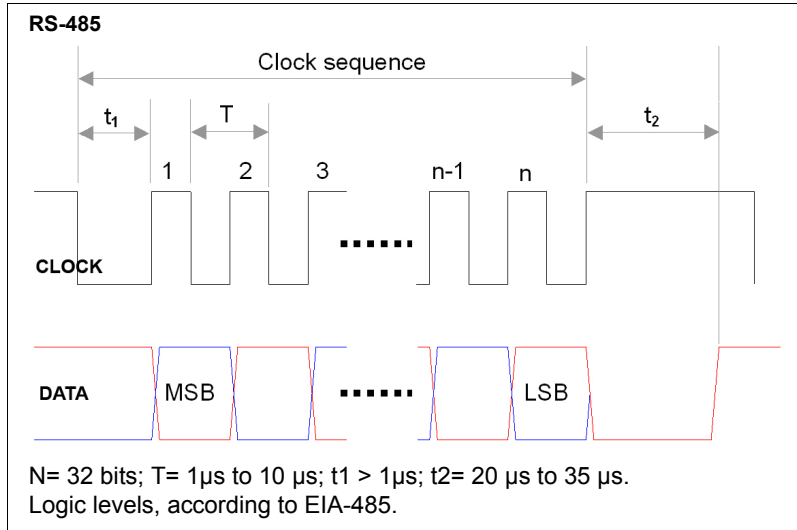 RS-485
Clock sequence
t₁ T t₂
1 2 3 n-1 n
CLOCK
DATA MSB LSB
N= 32 bits; T= 1µs to 10 µs; t1 > 1µs; t2= 20 µs to 35 µs.
Logic levels, according to EIA-485.